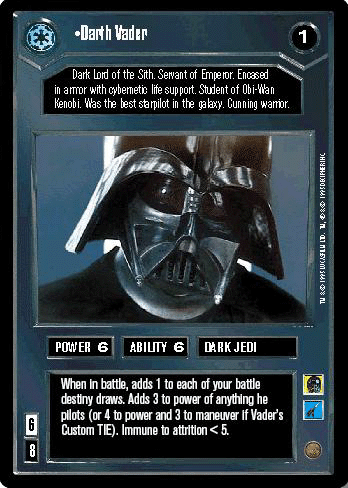 •Darth Vader
1
Dark Lord of the Sith. Servant of Emperor. Encased
in armor with cybernetic life support. Student of Obi-Wan
Kenobi. Was the best starpilot in the galaxy. Cunning warrior.
POWER 6
ABILITY 6
DARK JEDI
When in battle, adds 1 to each of your battle
destiny draws. Adds 3 to power of anything he
pilots (or 4 to power and 3 to maneuver if Vader's
Custom TIE). Immune to attrition < 5.
6
8